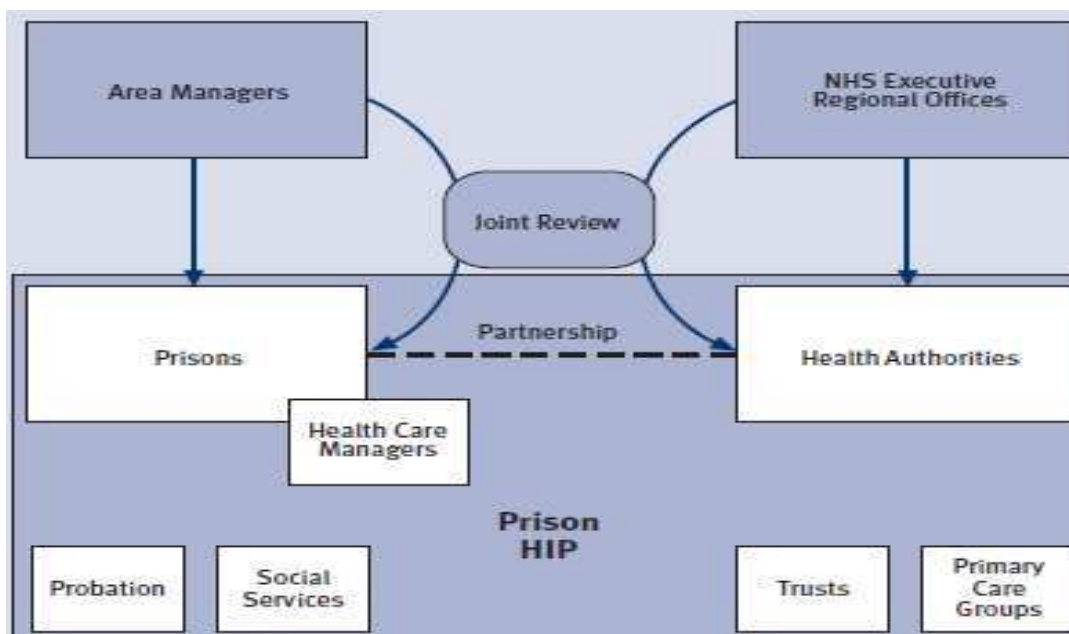 Area Managers
NHS Executive
Regional Offices
Joint Review
Partnership
Prisons
Health Authorities
Health Care
Managers
Prison
HIP
Probation
Social
Services
Trusts
Primary
Care
Groups